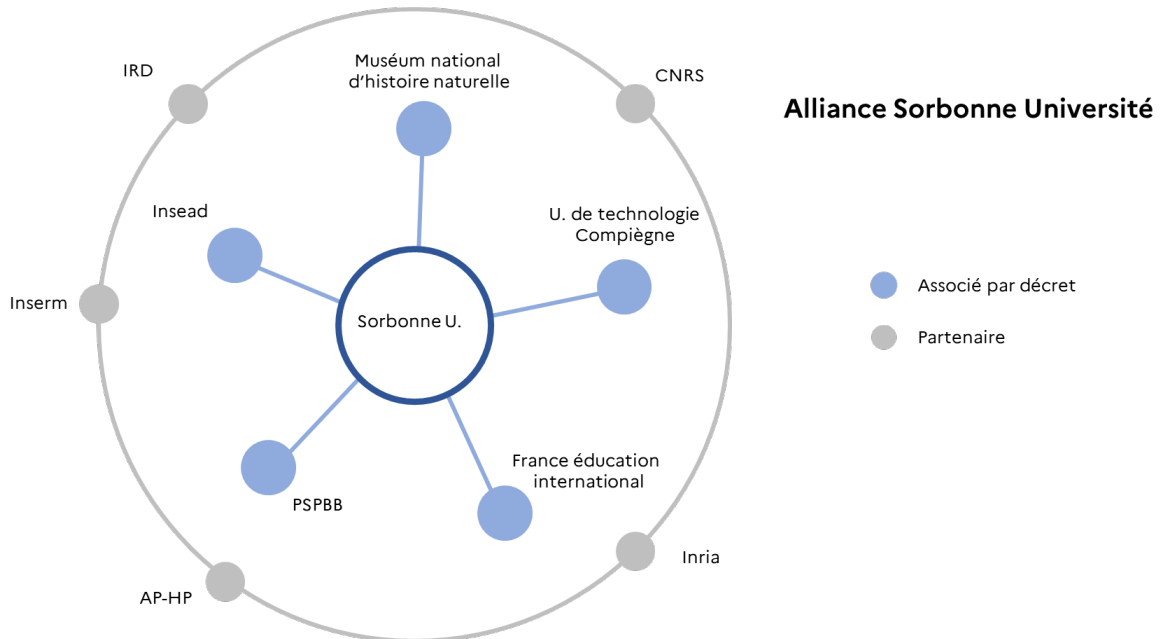 Muséum national
d'histoire naturelle
IRD
CNRS
Alliance Sorbonne Université
Insead
U. de technologie
Compiègne
Associé par décret
Inserm
Sorbonne U.
Partenaire
France éducation
international
PSPBB
Inria
AP-HP